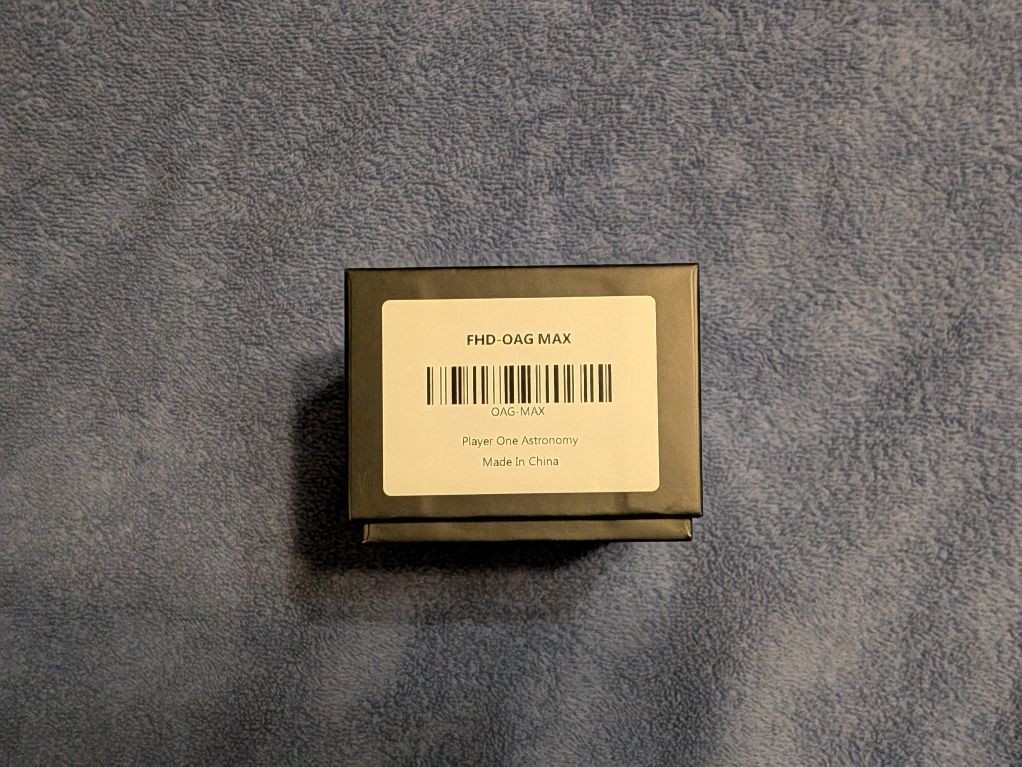 FHD-OAG MAX
OAG-MAX
Player One Astronomy
Made In China